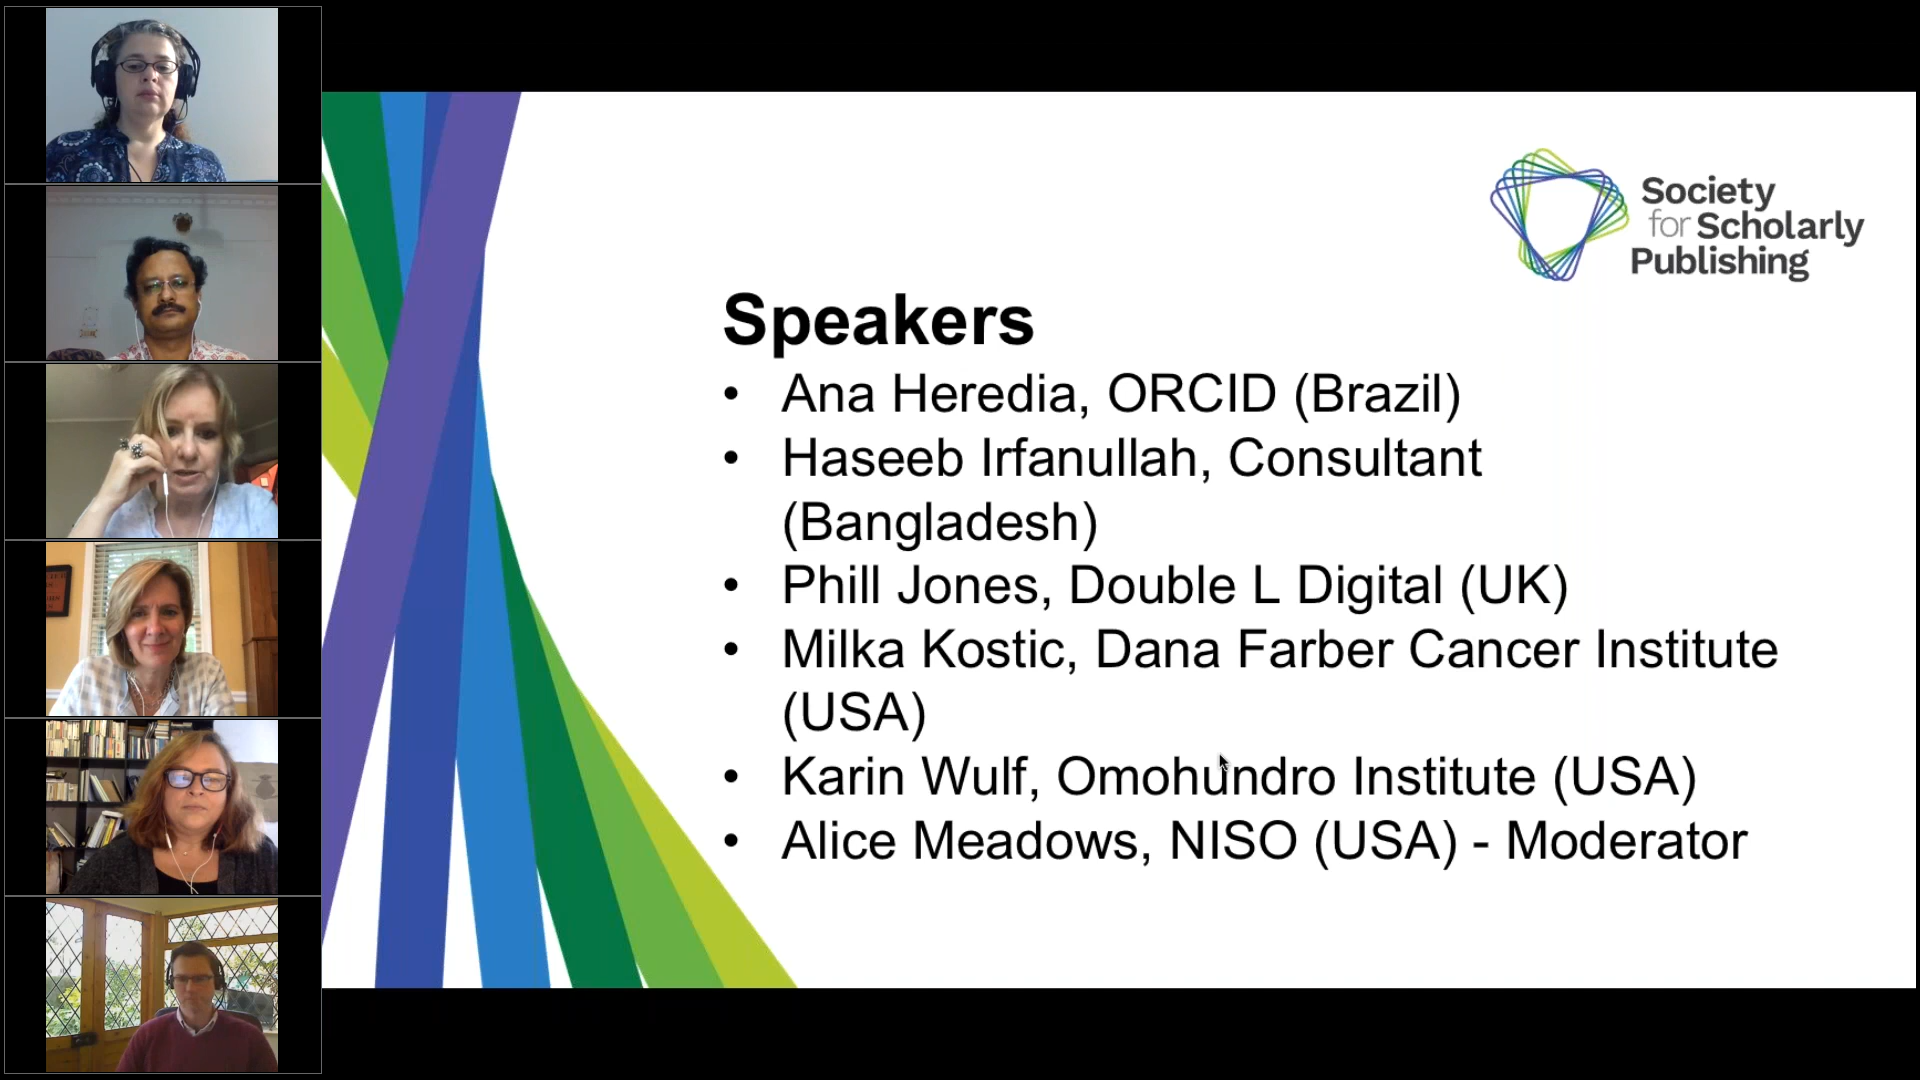 Society
for Scholarly
Publishing
Speakers
• Ana Heredia, ORCID (Brazil)
• Haseeb Irfanullah, Consultant
(Bangladesh)
• Phill Jones, Double L Digital (UK)
• Milka Kostic, Dana Farber Cancer Institute
(USA)
• Karin Wulf, Omohundro Institute (USA)
• Alice Meadows, NISO (USA) - Moderator